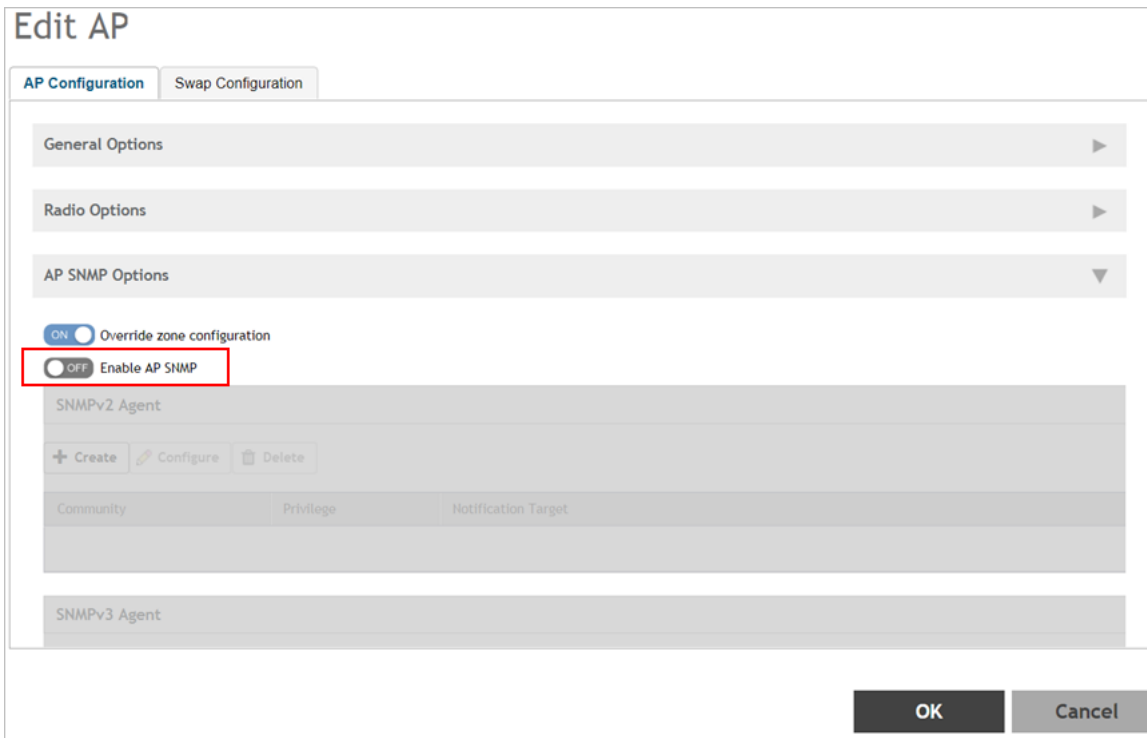 Edit AP
AP Configuration Swap Configuration
General Options
Radio Options
AP SNMP Options
ON Override zone configuration
OFF Enable AP SNMP
SNMPv2 Agent
+ Create Configure Delete
Community Privilege Notification Target
SNMPv3 Agent
OK Cancel